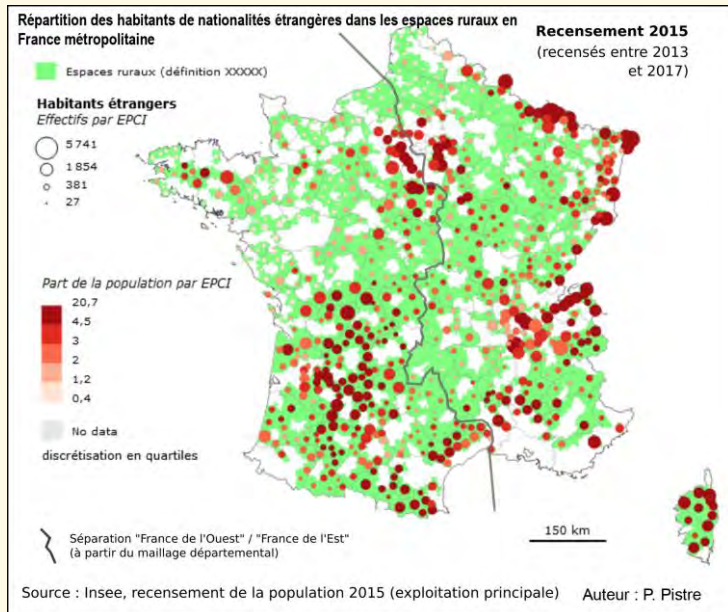 Répartition des habitants de nationalités étrangères dans les espaces ruraux en
France métropolitaine
Recensement 2015
(recensés entre 2013
et 2017)
Espaces ruraux (définition XXXXX)
Habitants étrangers
Effectifs par EPCI
5 741
1 854
381
27
Part de la population par EPCI
20,7
4,5
3
2
1,2
0,4
No data
discrétisation en quartiles
Séparation "France de l'Ouest" / "France de l'Est"
(à partir du maillage départemental)
150 km
Source : Insee, recensement de la population 2015 (exploitation principale)
Auteur : P. Pistre